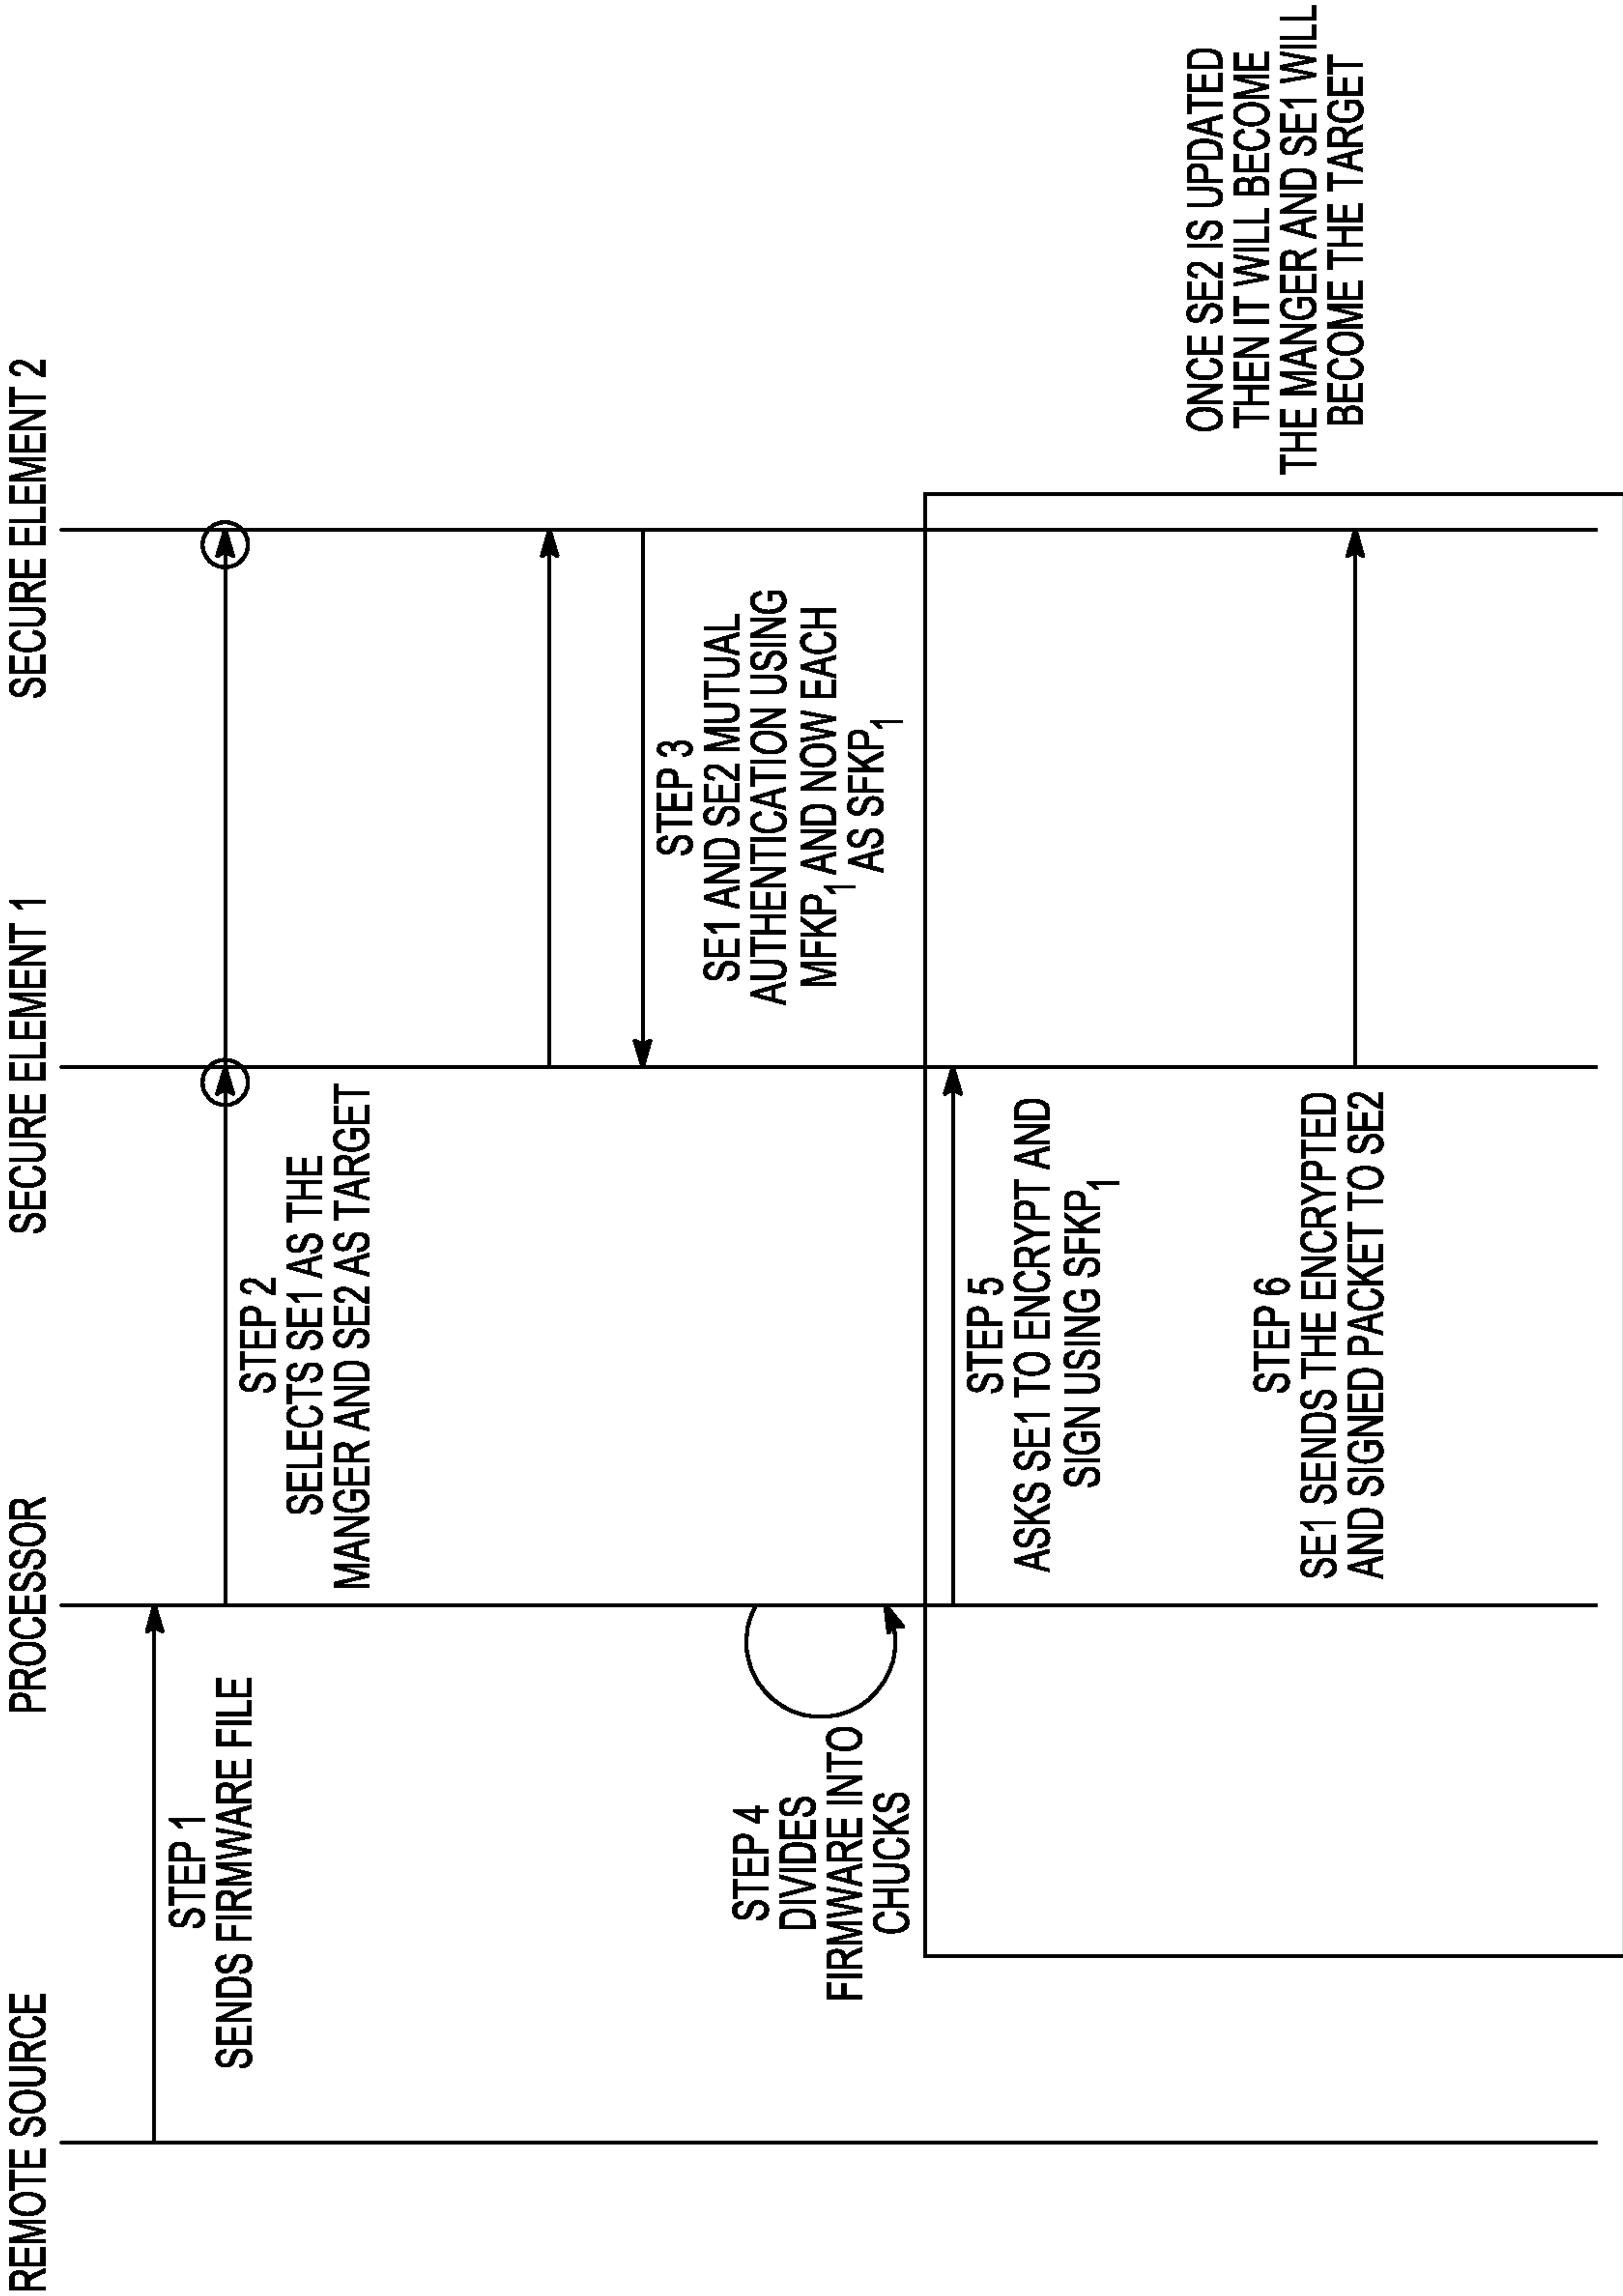 REMOTE SOURCE
PROCESSOR
SECURE ELEMENT 1
SECURE ELEMENT 2
STEP 1
SENDS FIRMWARE FILE
STEP 2
SELECTS SE1 AS THE
MANGER AND SE2 AS TARGET
STEP 3
SE1 AND SE2 MUTUAL
AUTHENTICATION USING
MFKP1 AND NOW EACH
AS SFKP1
STEP 4
DIVIDES
FIRMWARE INTO
CHUCKS
STEP 5
ASKS SE1 TO ENCRYPT AND
SIGN USING SFKP1
STEP 6
SE1 SENDS THE ENCRYPTED
AND SIGNED PACKET TO SE2
ONCE SE2 IS UPDATED
THEN IT WILL BECOME
THE MANGER AND SE1 WILL
BECOME THE TARGET